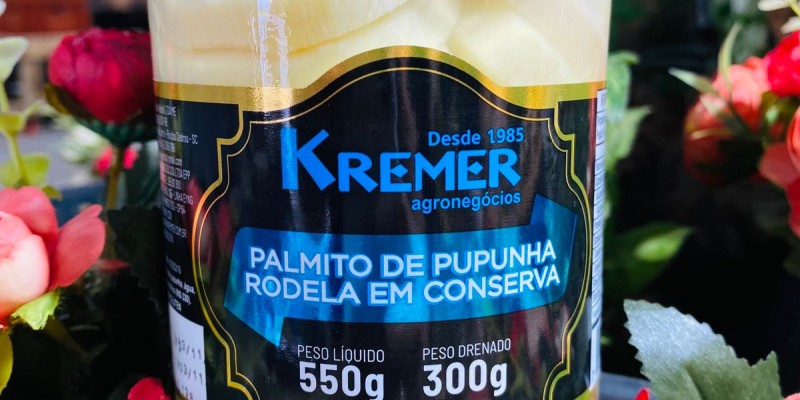 Desde 1985
KREMER
agronegócios
PALMITO DE PUPUNHA
RODELA EM CONSERVA
PESO LÍQUIDO
550g
PESO DRENADO
300g